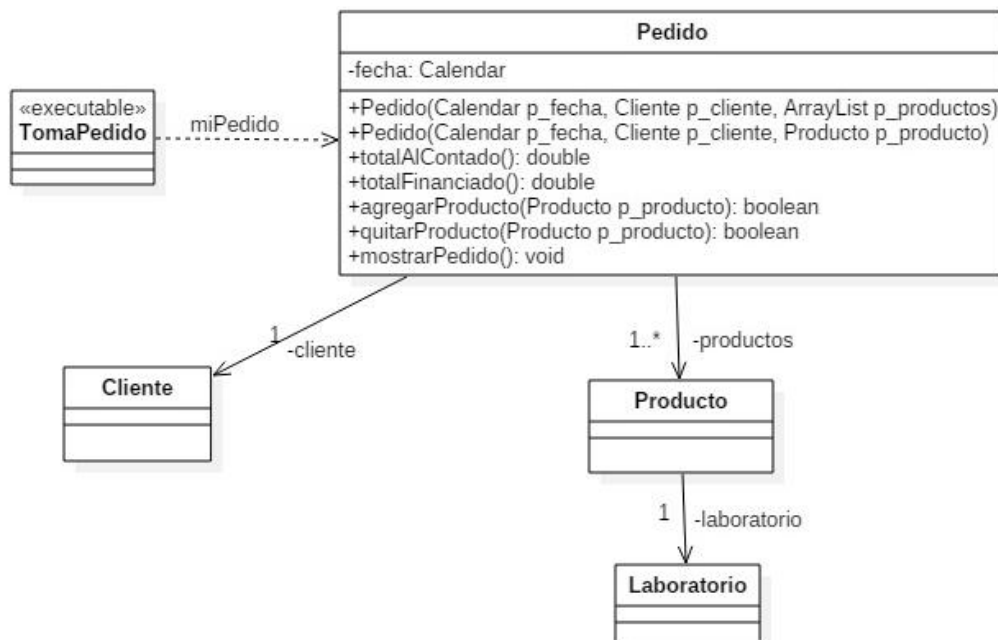 Pedido
-fecha: Calendar
+Pedido(Calendar p_fecha, Cliente p_cliente, ArrayList p_productos)
+Pedido(Calendar p_fecha, Cliente p_cliente, Producto p_producto)
+totalAlContado(): double
+totalFinanciado(): double
+agregarProducto(Producto p_producto): boolean
+quitarProducto(Producto p_producto): boolean
+mostrarPedido(): void
«executable»
TomaPedido
miPedido
1
-cliente
1..*
-productos
Cliente
Producto
1
-laboratorio
Laboratorio